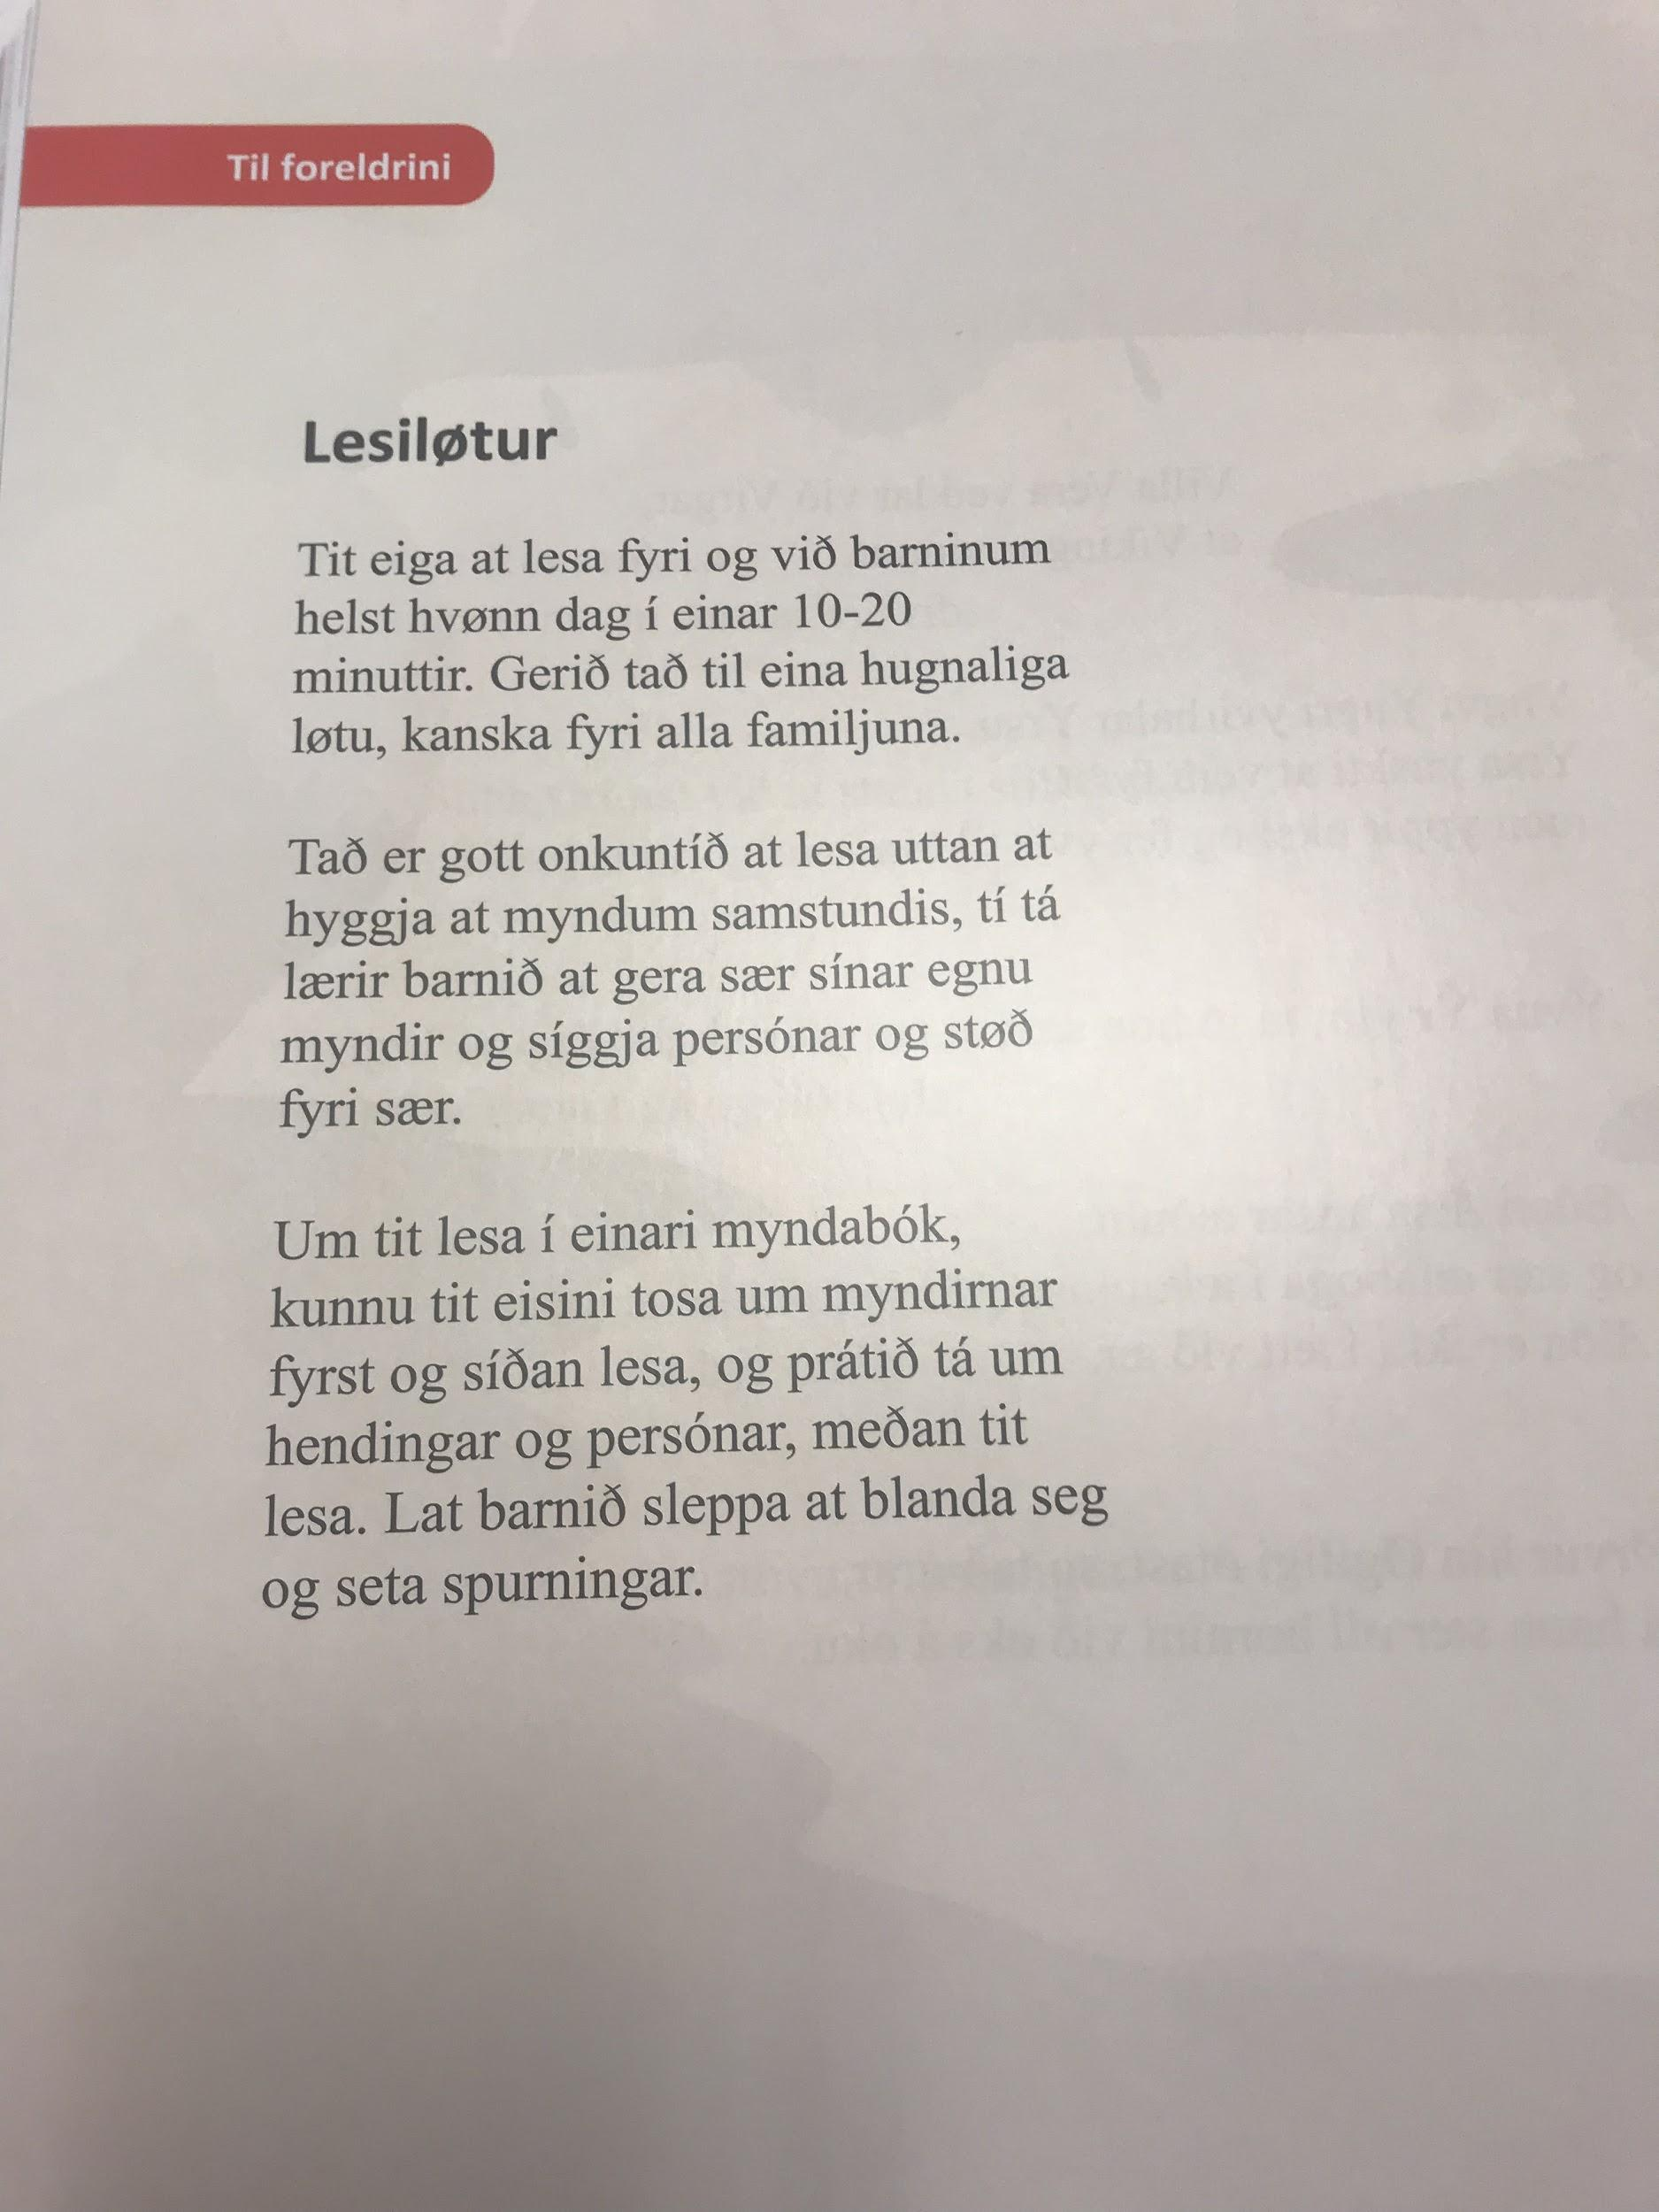 Til foreldrini
Lesiløtur
Tit eiga at lesa fyri og við barninum
helst hvønn dag í einar 10-20
minuttir. Gerið tað til eina hugnaliga
løtu, kanska fyri alla familjuna.
Tað er gott onkuntíð at lesa uttan at
hyggja at myndum samstundis, tí tá
lærir barnið at gera sær sínar egnu
myndir og síggja persónar og støð
fyri sær.
Um tit lesa í einari myndabók,
kunnu tit eisini tosa um myndirnar
fyrst og síðan lesa, og prátið tá um
hendingar og persónar, meðan tit
lesa. Lat barnið sleppa at blanda seg
og seta spurningar.